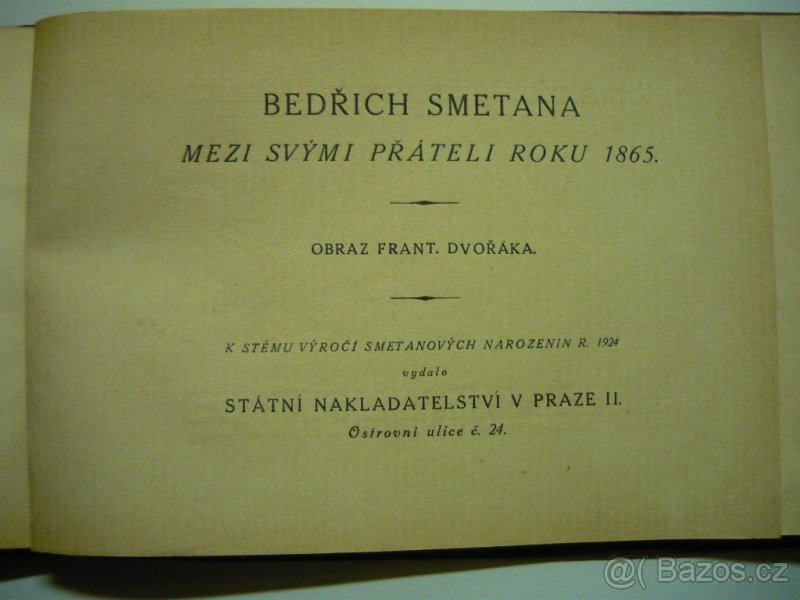 BEDŘICH SMETANA
MEZI SVÝMI PŘÁTELI ROKU 1865.
OBRAZ FRANT. DVOŘÁKA.
K STÉMU VÝROČÍ SMETANOVÝCH NAROZENIN R. 1924
vydalo
STÁTNÍ NAKLADATELSTVÍ V PRAZE II.
Ostrovní ulice č. 24.
@( Bazos.cz